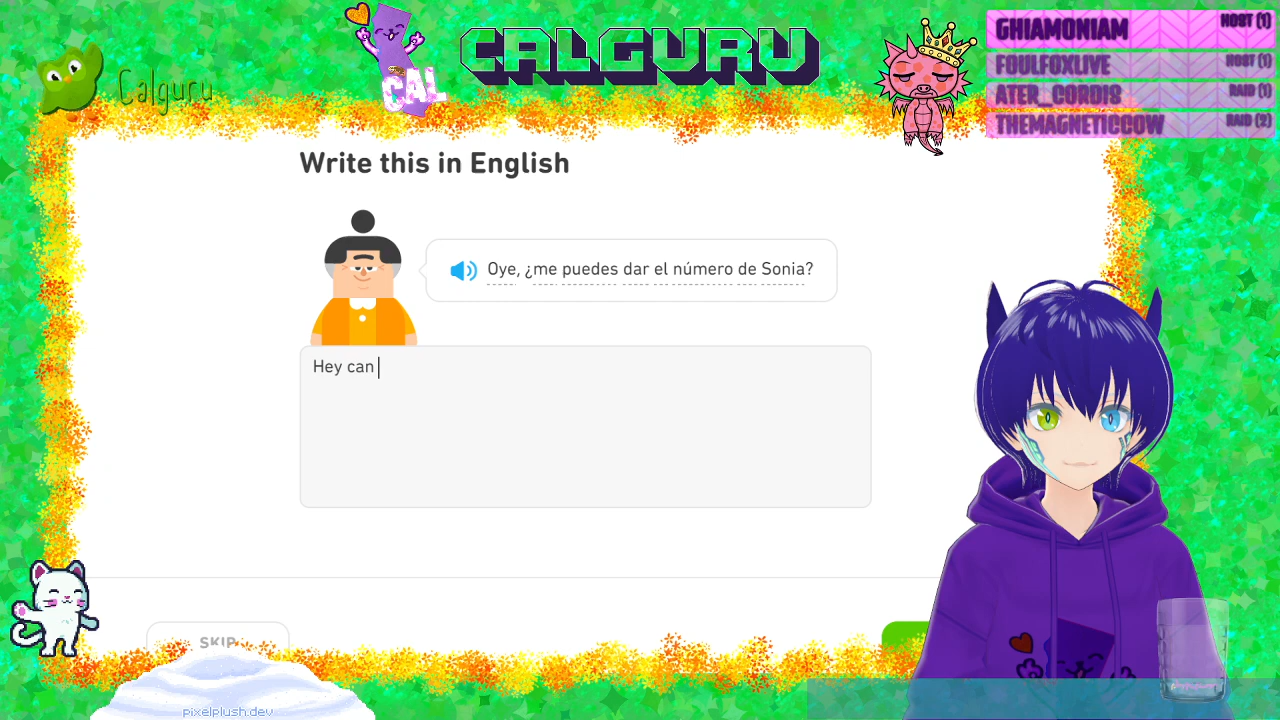 Calguru
CAL
CALGURU
GHIAMONIAM HOST (1)
FOULFOXLIVE HOST (1)
ATER_CORDIS RAID (1)
THEMAGNETICCOW RAID (2)
Write this in English
Oye, ¿me puedes dar el número de Sonia?
Hey can
SKIP
pixelplush.dev